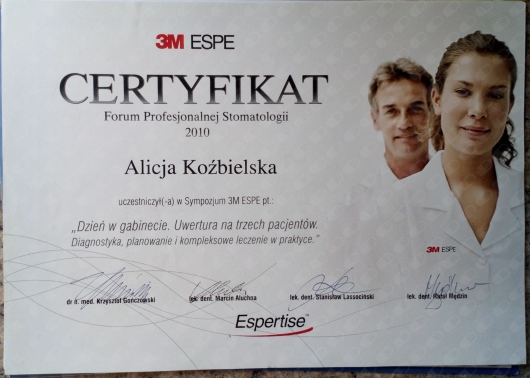 3M ESPE
CERTYFIKAT
Forum Profesjonalnej Stomatologii
2010
Alicja Koźbielska
uczestniczył(-a) w Sympozjum 3M ESPE pt.:
„Dzień w gabinecie. Uwertura na trzech pacjentów.
Diagnostyka, planowanie i kompleksowe leczenie w praktyce.”
3M ESPE
dr n. med. Krzysztof Gończowski
lek. dent. Marcin Aluchna
lek. dent. Stanisław Lassociński
lek. dent. Rafał Mędzin
Espertise™